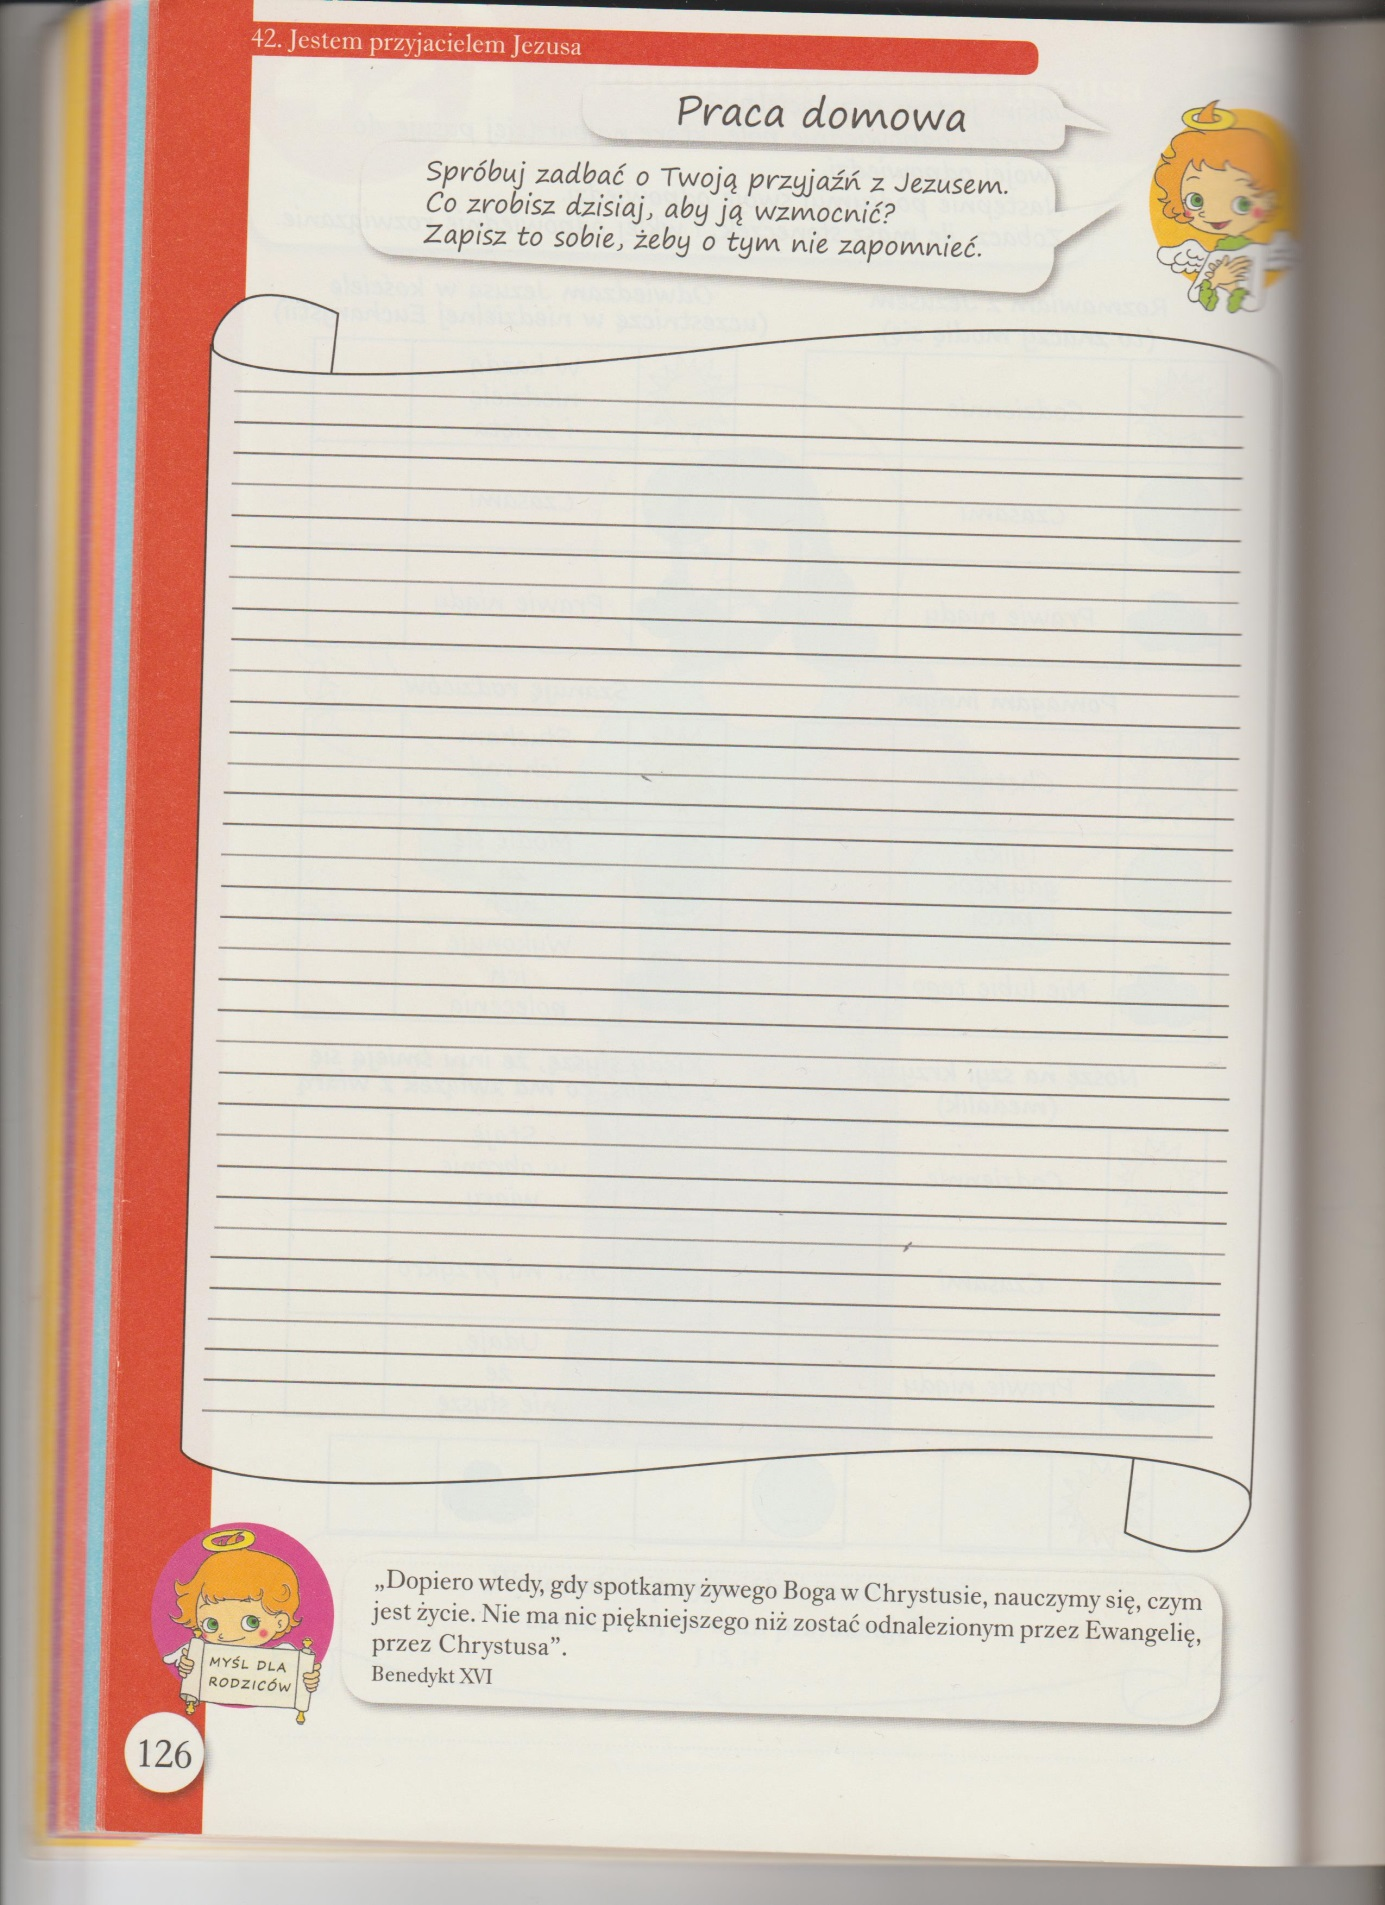 42. Jestem przyjacielem Jezusa
Praca domowa
Spróbuj zadbać o Twoją przyjaźń z Jezusem.
Co zrobisz dzisiaj, aby ją wzmocnić?
Zapisz to sobie, żeby o tym nie zapomnieć.
„Dopiero wtedy, gdy spotkamy żywego Boga w Chrystusie, nauczymy się, czym
jest życie. Nie ma nic piękniejszego niż zostać odnalezionym przez Ewangelię,
przez Chrystusa”.
Benedykt XVI
MYŚL DLA
RODZICÓW
126